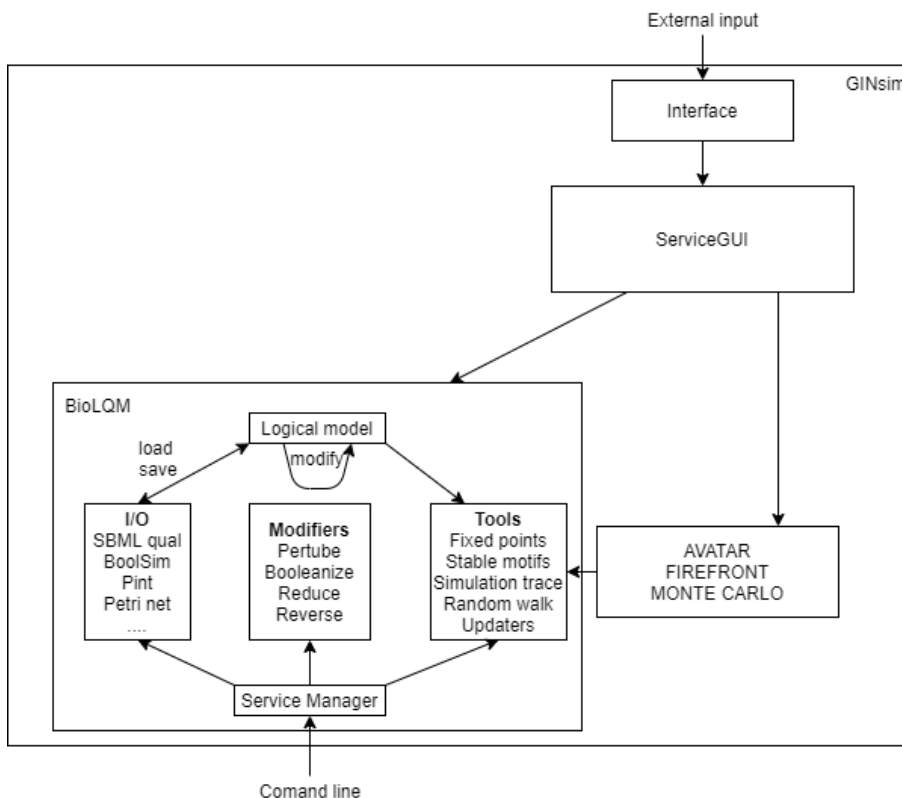 External input
GINsim
Interface
ServiceGUI
BioLQM
Logical model
load
save
modify
I/O
SBML qual
BoolSim
Pint
Petri net
....
Modifiers
Pertube
Booleanize
Reduce
Reverse
Tools
Fixed points
Stable motifs
Simulation trace
Random walk
Updaters
AVATAR
FIREFRONT
MONTE CARLO
Service Manager
Comand line